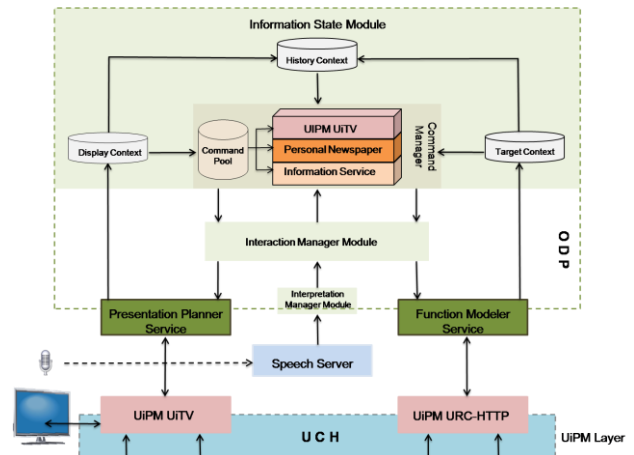 Information State Module
History Context
UIPM UiTV
Personal Newspaper
Information Service
Command
Pool
Command
Manager
Display Context
Target Context
Interaction Manager Module
O D P
Interpretation
Manager Module
Presentation Planner
Service
Function Modeler
Service
Speech Server
UiPM UiTV
UiPM URC-HTTP
U C H
UiPM Layer